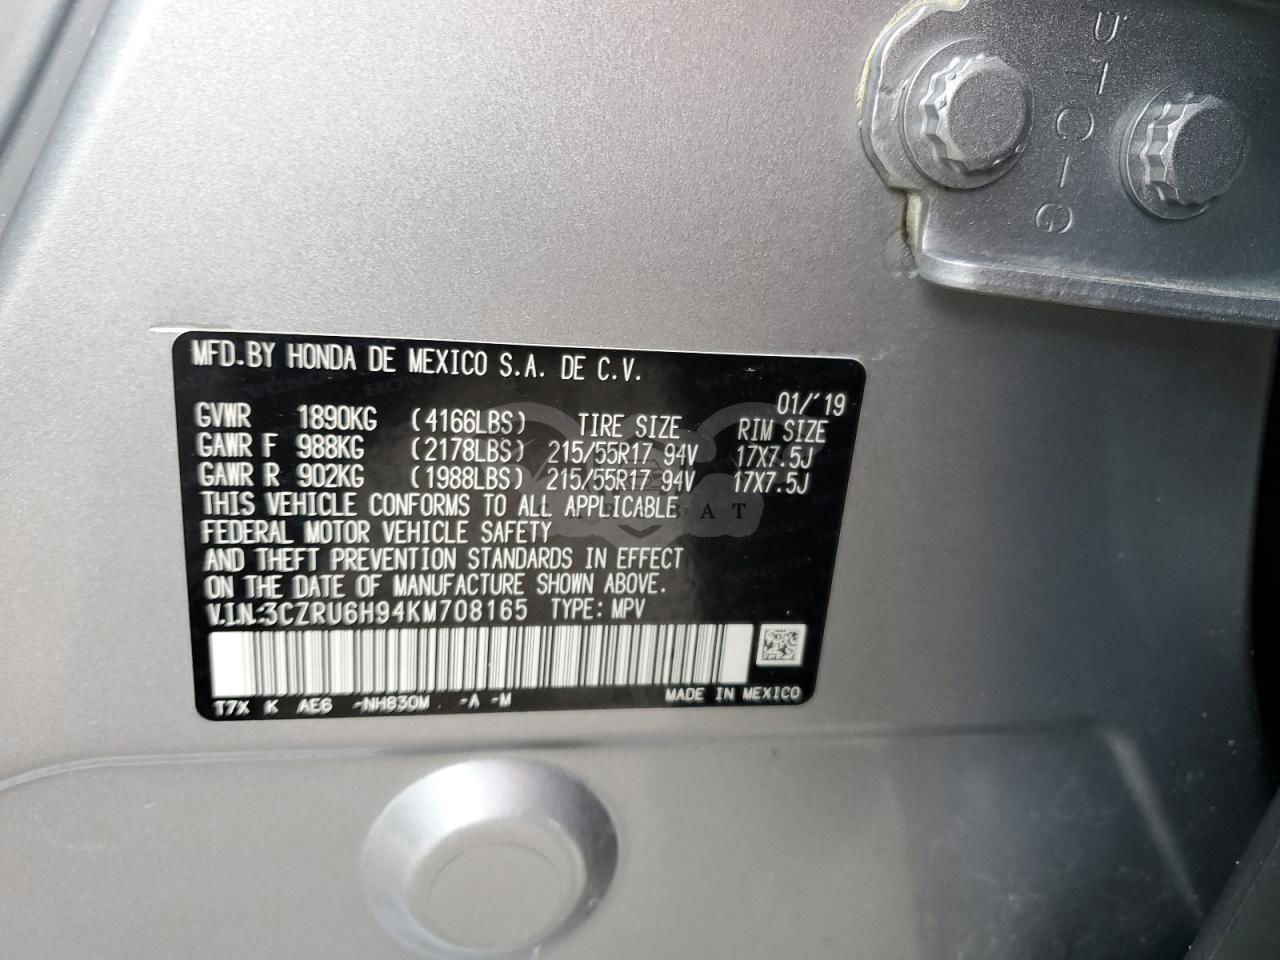 MFD.BY HONDA DE MEXICO S.A. DE C.V.
01/'19
GVWR 1890KG (4166LBS) TIRE SIZE RIM SIZE
GAWR F 988KG (2178LBS) 215/55R17 94V 17X7.5J
GAWR R 902KG (1988LBS) 215/55R17 94V 17X7.5J
THIS VEHICLE CONFORMS TO ALL APPLICABLE
FEDERAL MOTOR VEHICLE SAFETY
AND THEFT PREVENTION STANDARDS IN EFFECT
ON THE DATE OF MANUFACTURE SHOWN ABOVE.
V.I.N.:3CZRU6H94KM708165 TYPE: MPV
T7X K AE6 -NH830M -A -M MADE IN MEXICO